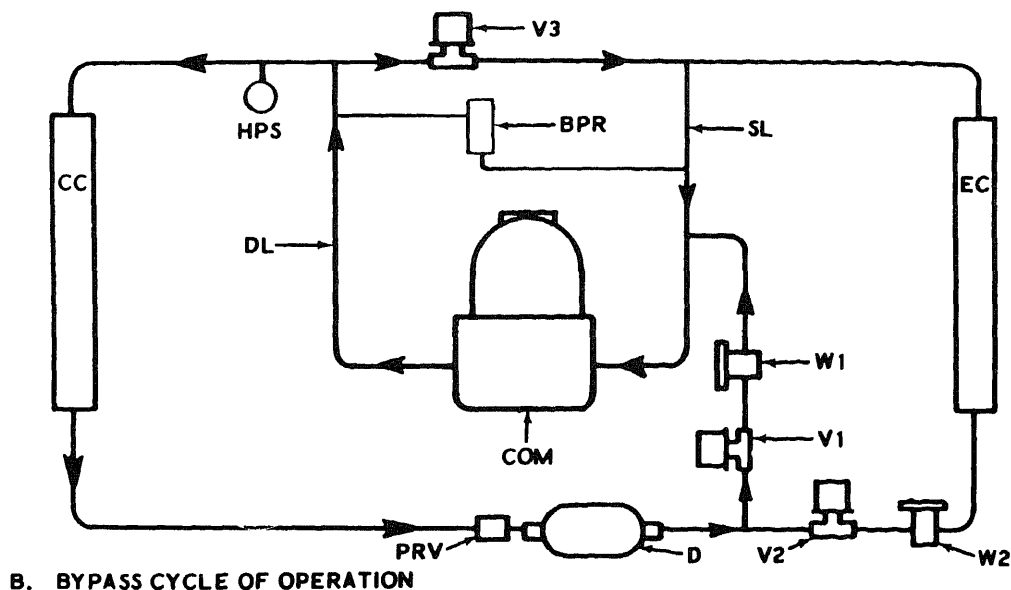 V3
HPS
BPR
SL
CC
EC
DL
W1
V1
COM
PRV
D
V2
W2
B. BYPASS CYCLE OF OPERATION